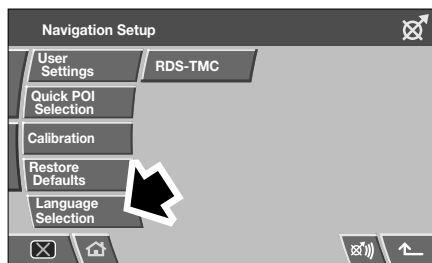 Navigation Setup
User
Settings
RDS-TMC
Quick POI
Selection
Calibration
Restore
Defaults
Language
Selection